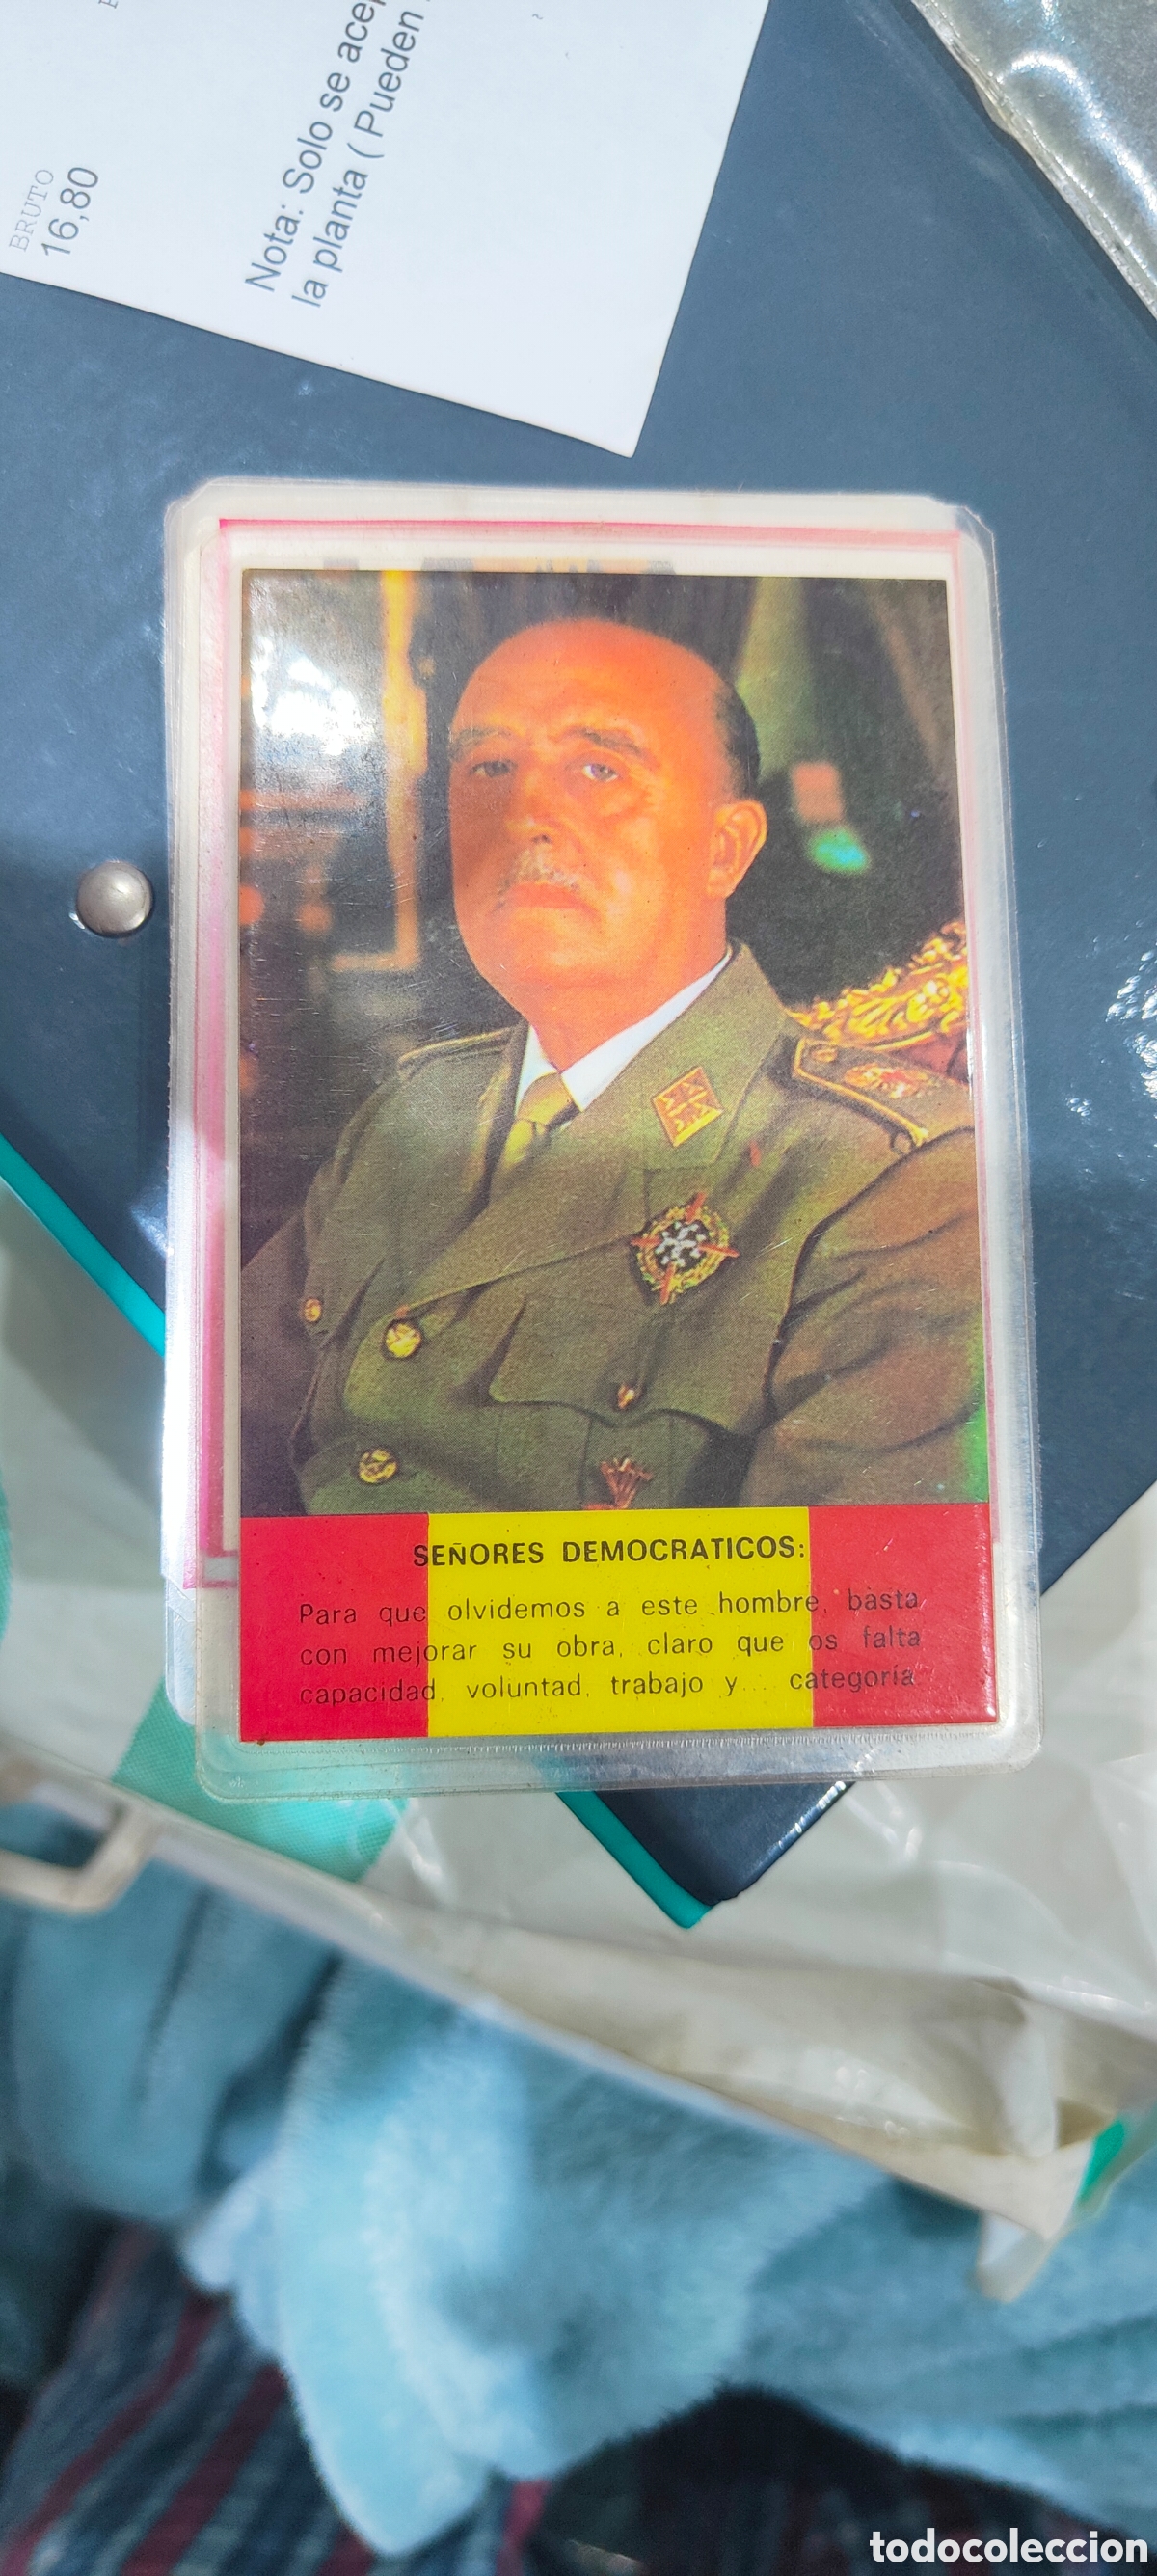 BRUTO
16,80
Nota: Solo se
la planta ( Pueden
SEÑORES DEMOCRATICOS:
Para que olvidemos a este hombre, basta
con mejorar su obra, claro que os falta
capacidad, voluntad, trabajo y... categoría
todocoleccion